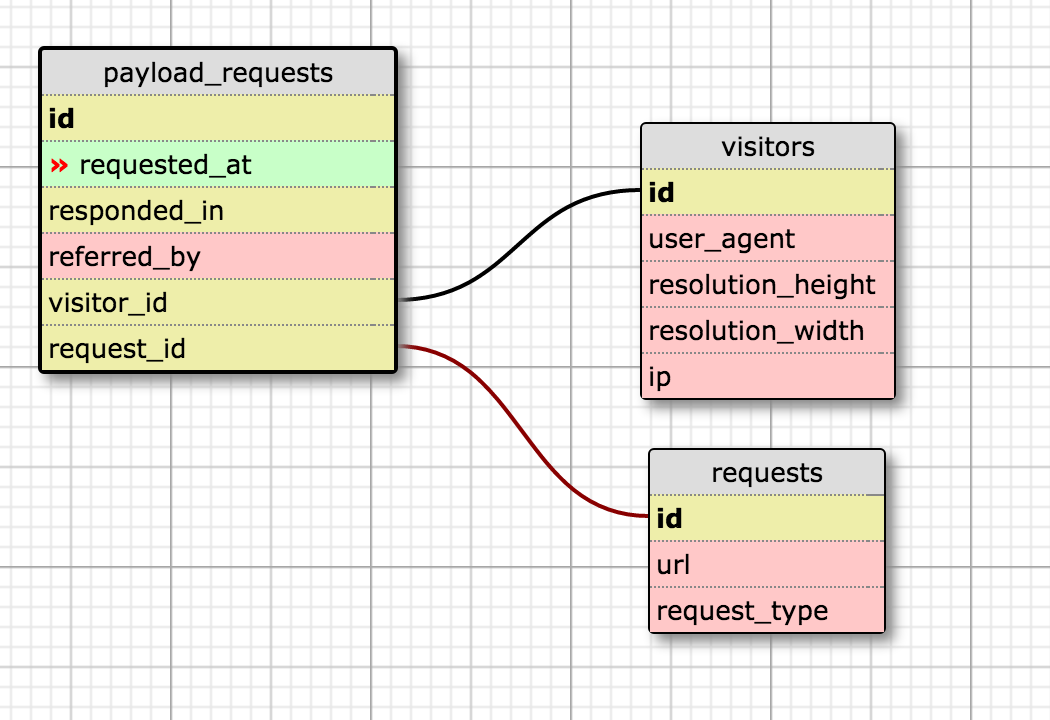 payload_requests
id
» requested_at
responded_in
referred_by
visitor_id
request_id
visitors
id
user_agent
resolution_height
resolution_width
ip
requests
id
url
request_type